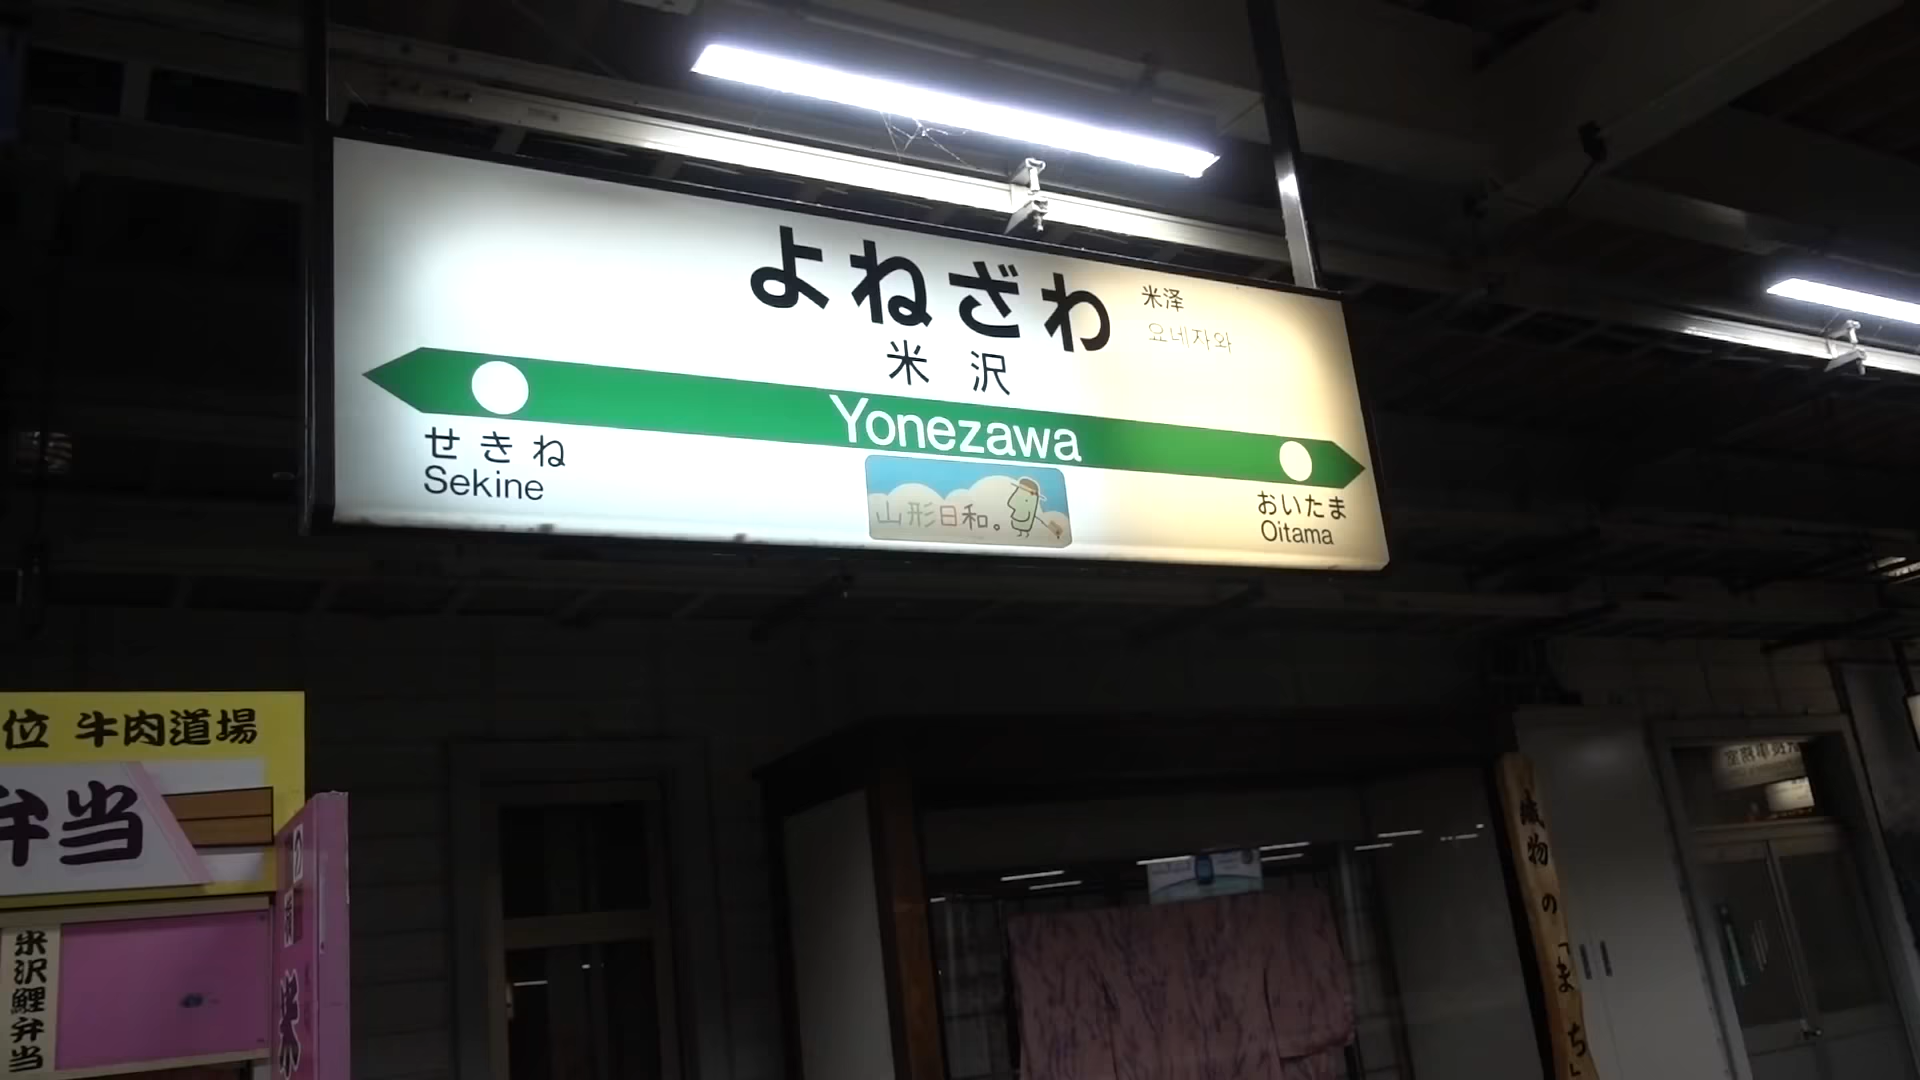 よねざわ
米泽
요네자와
米沢
Yonezawa
せきね
Sekine
山形日和。
おいたま
Oitama
位 牛肉道場
弁当
米沢鯉弁当
米
織物の「まち」